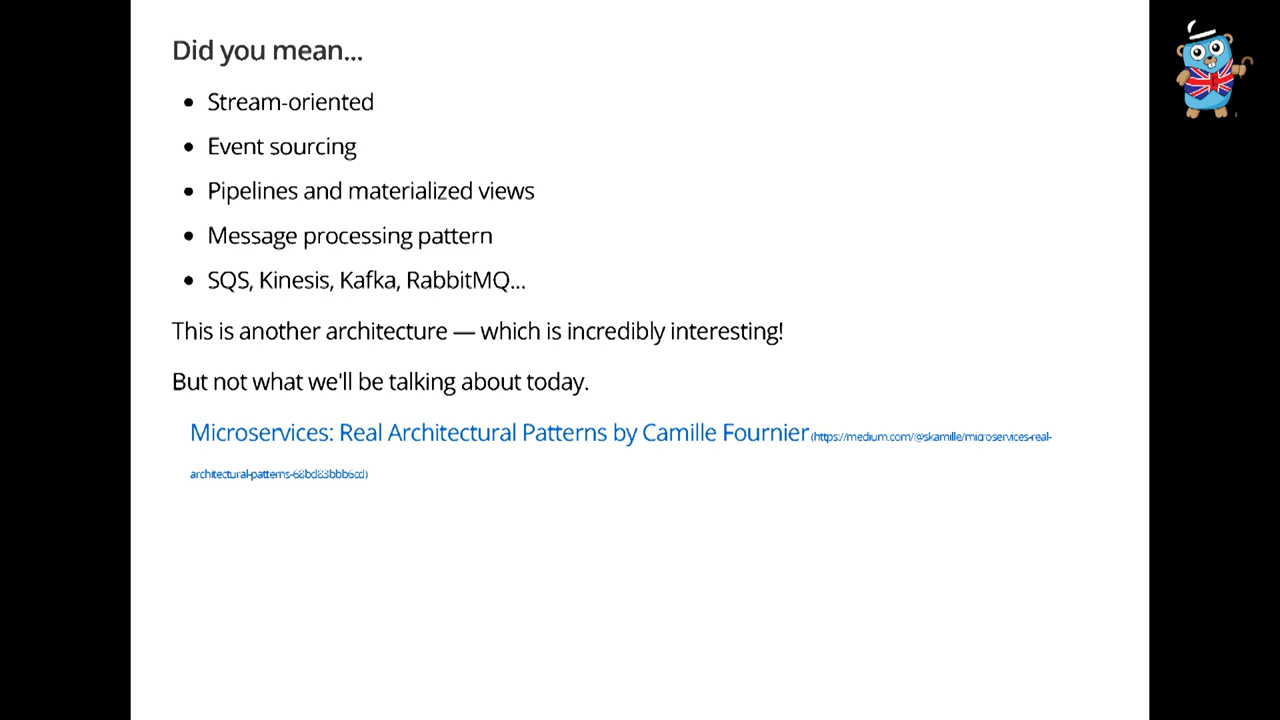 Did you mean...
• Stream-oriented
• Event sourcing
• Pipelines and materialized views
• Message processing pattern
• SQS, Kinesis, Kafka, RabbitMQ...
This is another architecture — which is incredibly interesting!
But not what we'll be talking about today.
Microservices: Real Architectural Patterns by Camille Fournier (https://medium.com/@skamille/microservices-real-
architectural-patterns-68bd83bbb6cd)